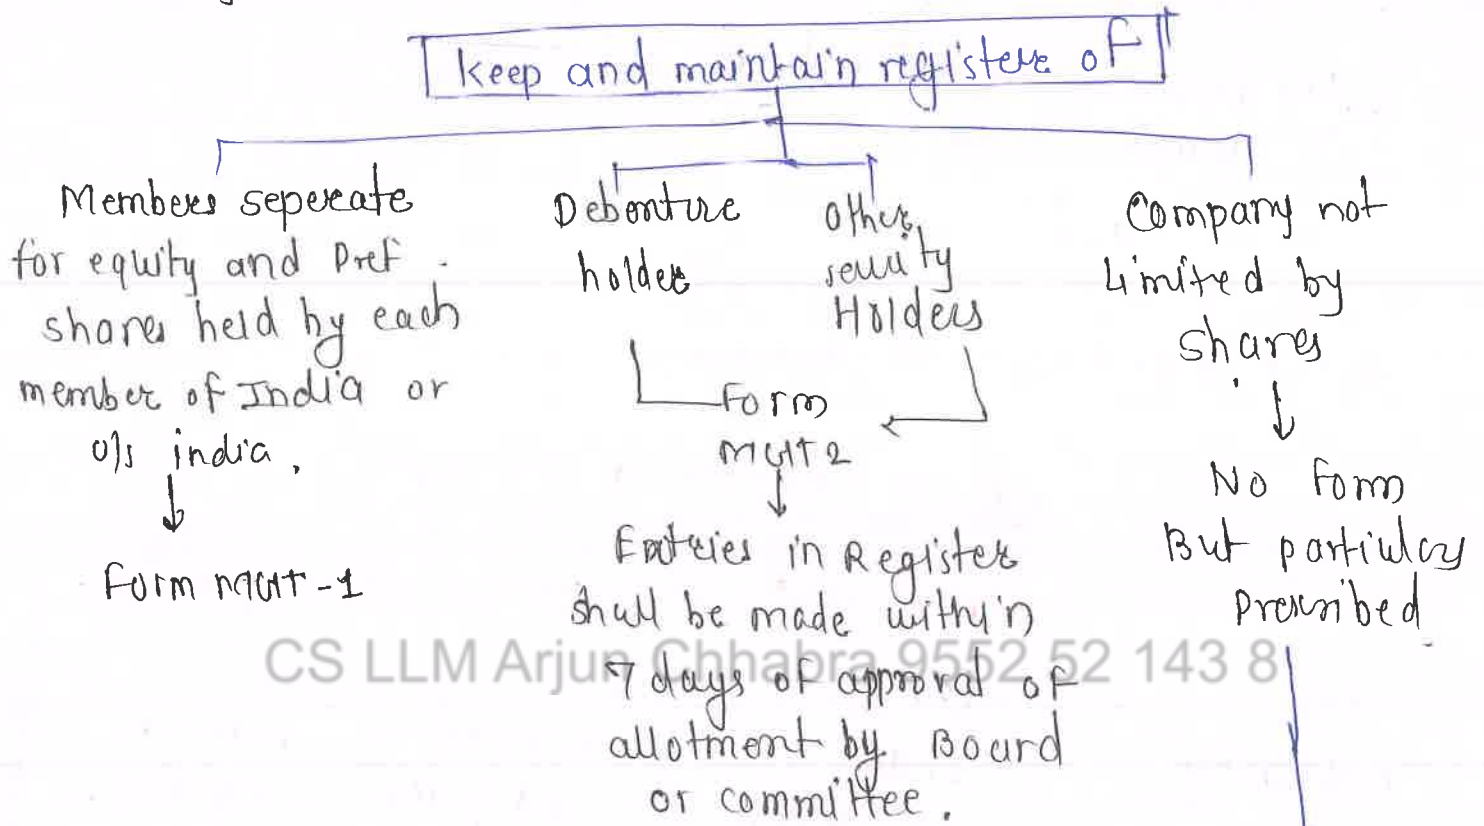 keep and maintain register of
Members seperate
for equity and Pref.
shares held by each
member of India or
o/s india.
Form MGT-1
Debenture
holder
other
security
Holders
Form
MGT 2
Entries in Register
shall be made within
7 days of approval of
allotment by Board
or committee.
Company not
Limited by
shares
No Form
But particulars
Prescribed
CS LLM Arjun Chhabra 9552 52 143 8